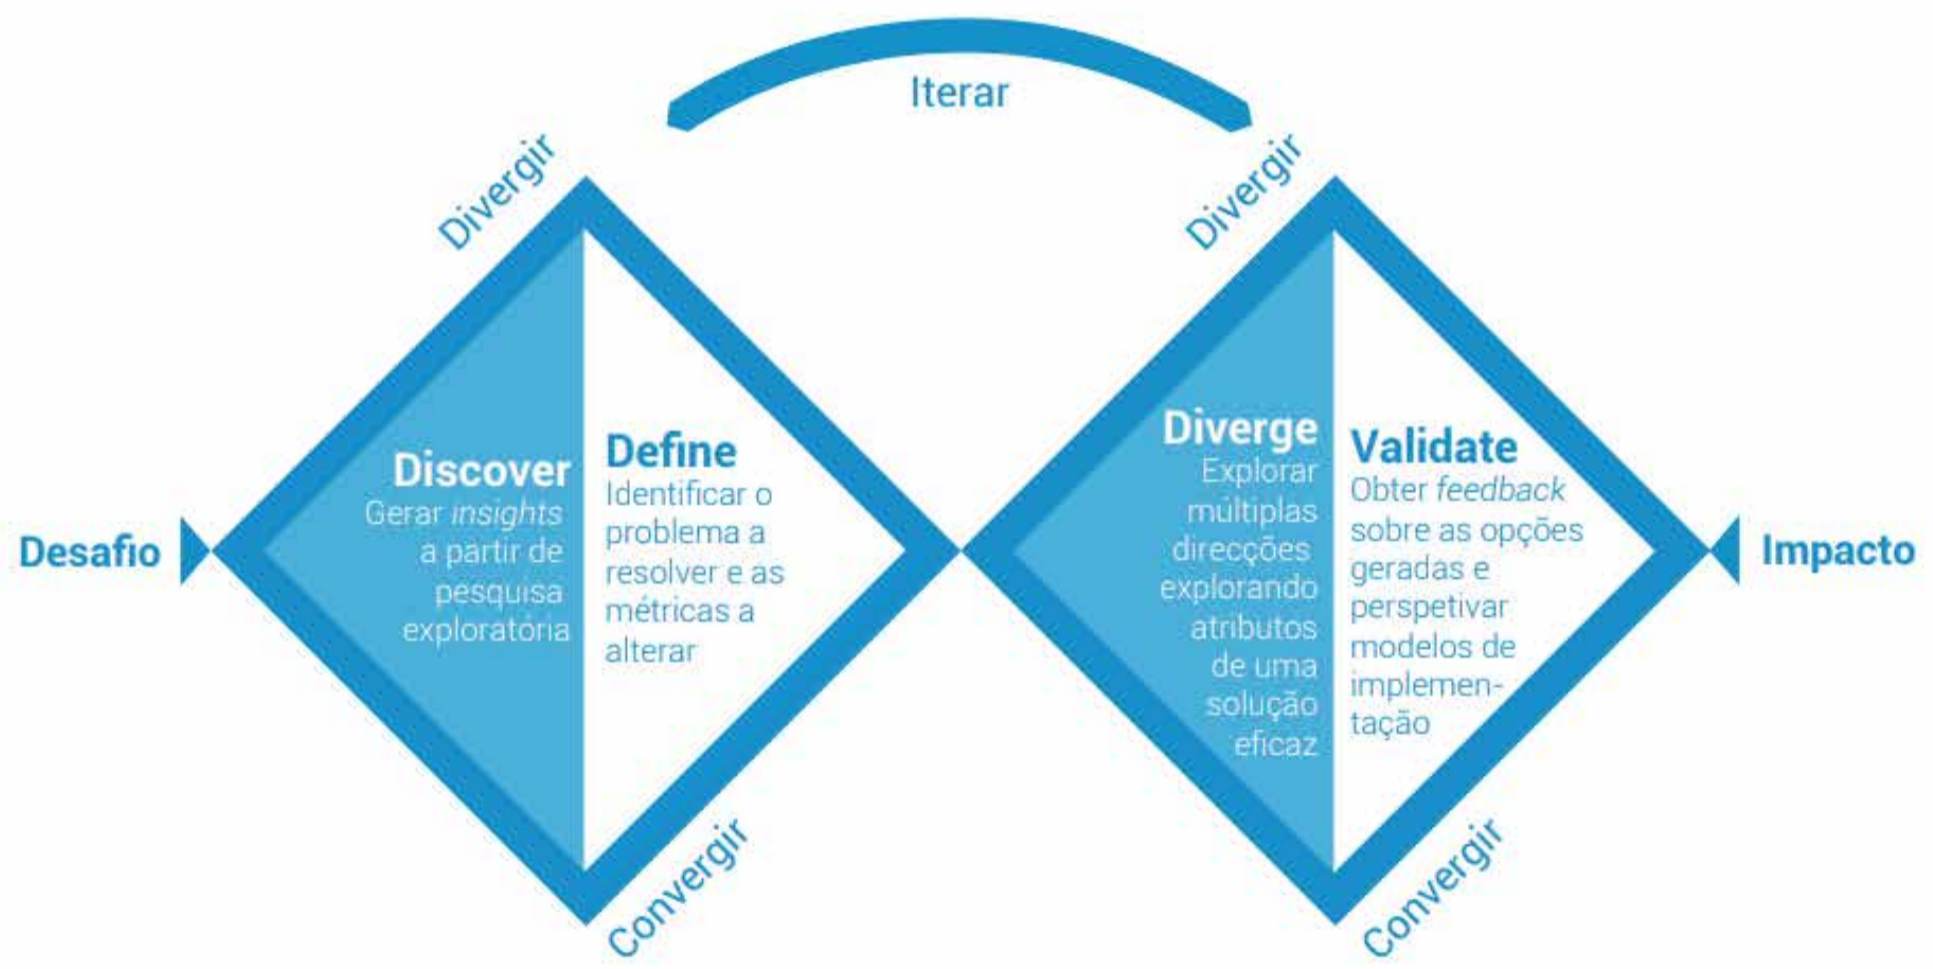 Iterar
Divergir
Divergir
Desafio
Discover
Gerar insights
a partir de
pesquisa
exploratória
Define
Identificar o
problema a
resolver e as
métricas a
alterar
Convergir
Diverge
Explorar
múltiplas
direcções
explorando
atributos
de uma
solução
eficaz
Validate
Obter feedback
sobre as opções
geradas e
perspetivar
modelos de
implemen-
tação
Convergir
Impacto